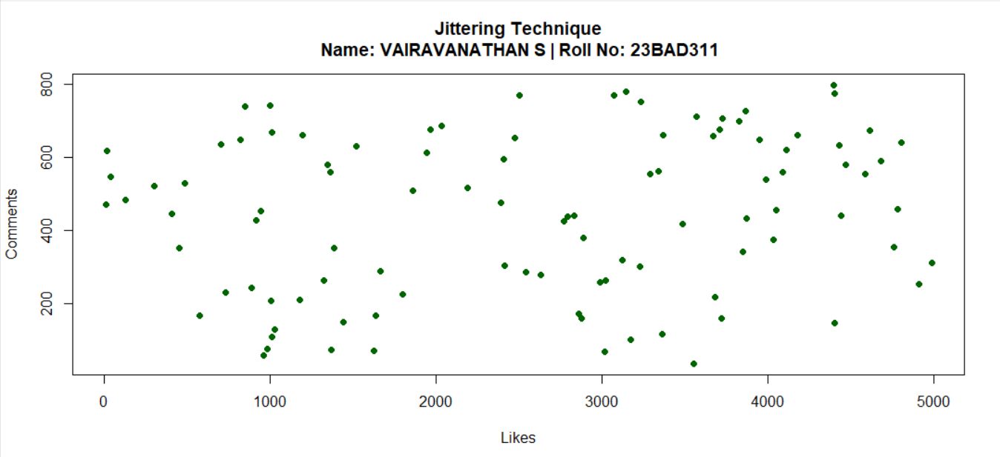 Jittering Technique
Name: VAIRAVANATHAN S | Roll No: 23BAD311
800
600
400
200
Comments
0 1000 2000 3000 4000 5000
Likes